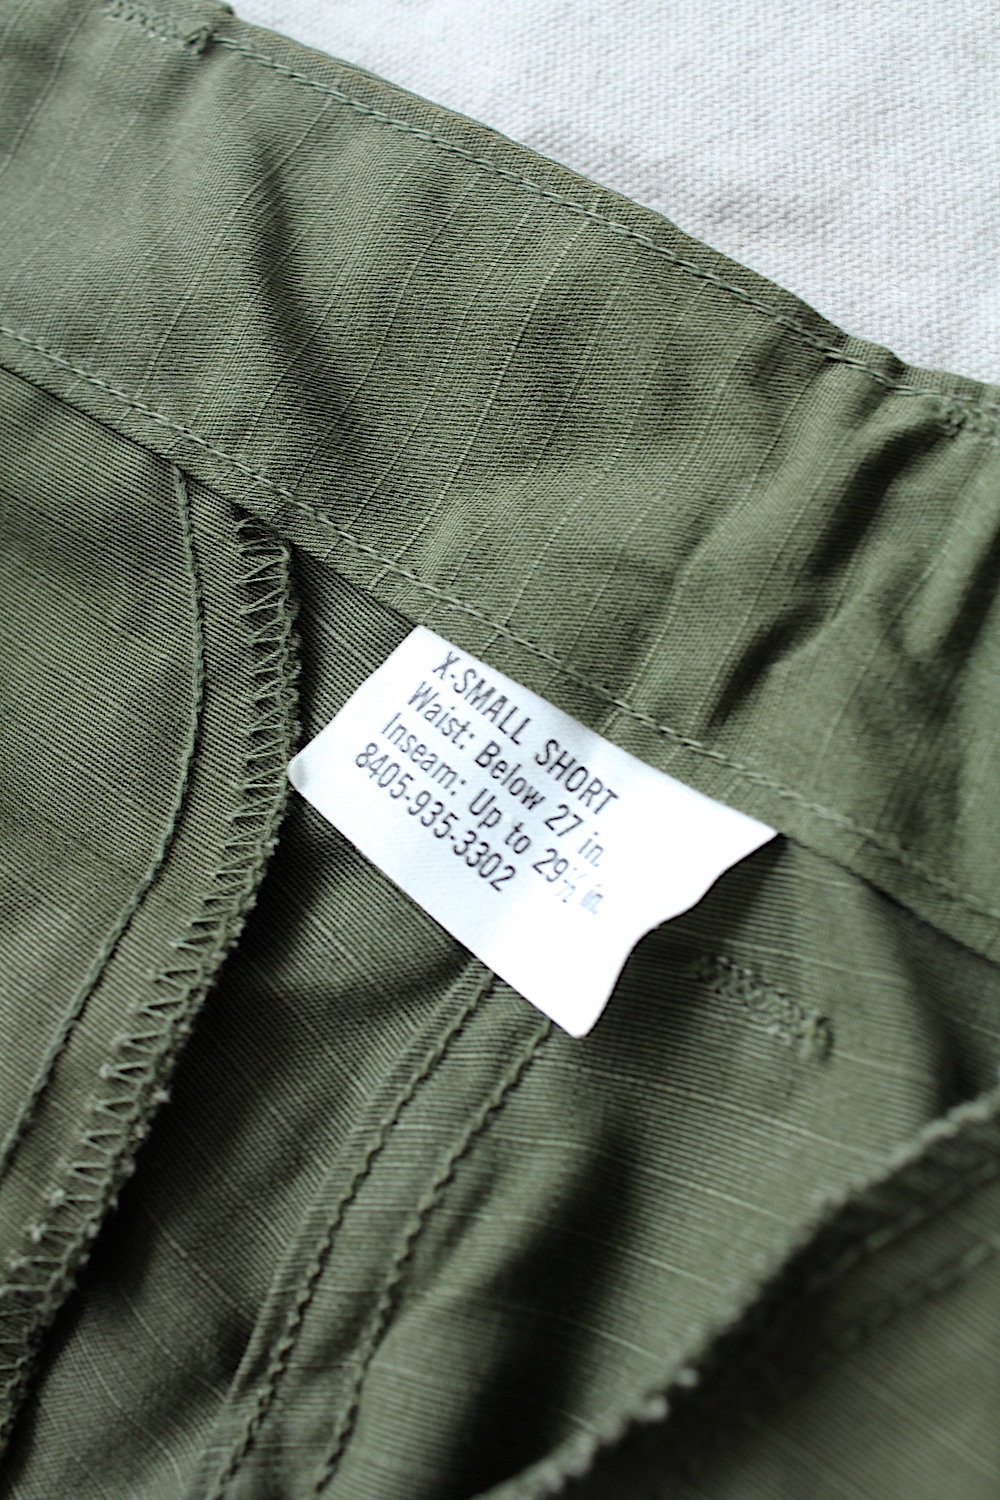 X-SMALL SHORT
Waist: Below 27 in.
Inseam: Up to 29½ in.
8405-935-3302